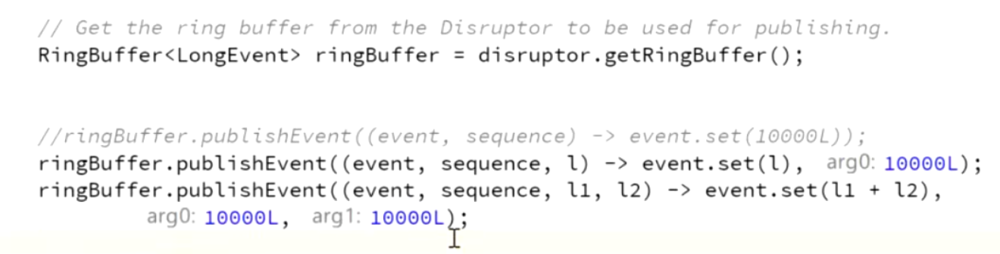 // Get the ring buffer from the Disruptor to be used for publishing.
RingBuffer<LongEvent> ringBuffer = disruptor.getRingBuffer();
//ringBuffer.publishEvent((event, sequence) -> event.set(10000L));
ringBuffer.publishEvent((event, sequence, l) -> event.set(l), arg0: 10000L);
ringBuffer.publishEvent((event, sequence, l1, l2) -> event.set(l1 + l2),
arg0: 10000L, arg1: 10000L);